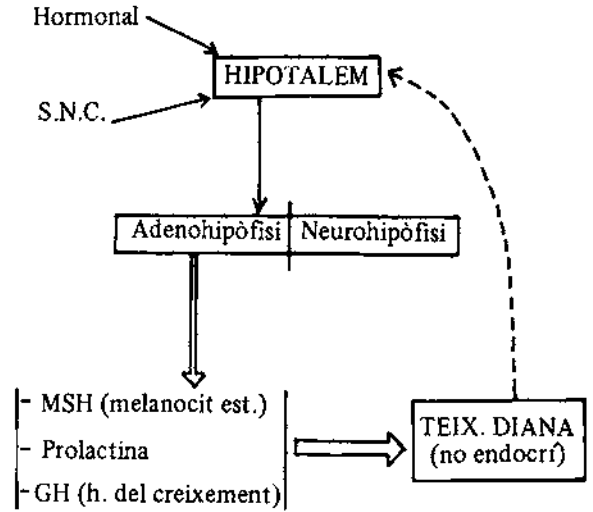 Hormonal
HIPOTALEM
S.N.C.
Adenohipòfisi Neurohipòfisi
- MSH (melanocit est.)
- Prolactina
- GH (h. del creixement)
TEIX. DIANA
(no endocrí)